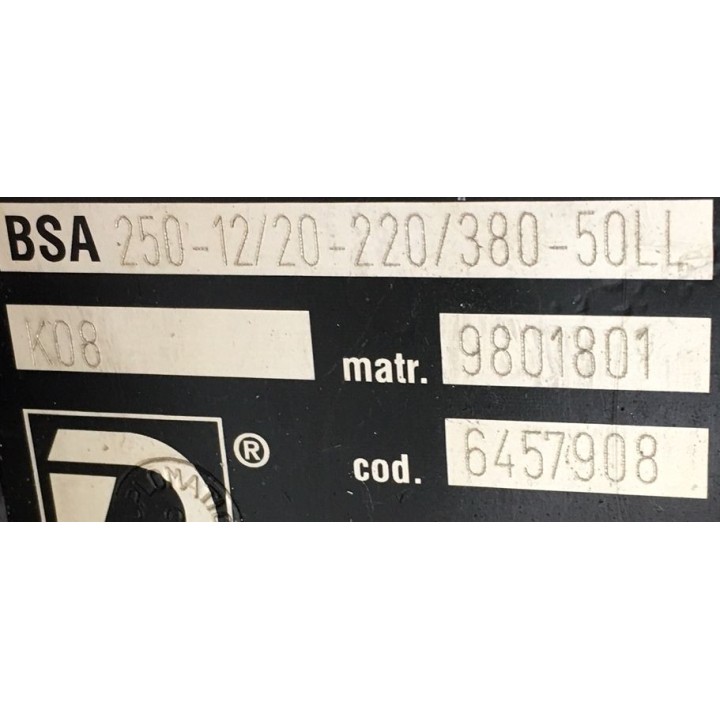 BSA 250-12/20-220/380-50LL
K08 matr. 9801801
cod. 6457908
®